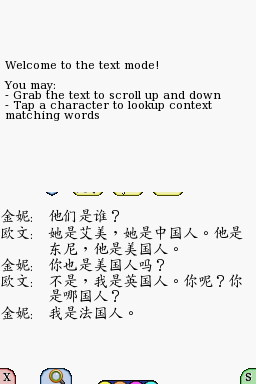 Welcome to the text mode!
You may:
- Grab the text to scroll up and down
- Tap a character to lookup context
matching words
金妮: 他们是谁？
欧文: 她是艾美，她是中国人。他是
东尼，他是美国人。
金妮: 你也是美国人吗？
欧文: 不是，我是英国人。你呢？你
是哪国人？
金妮: 我是法国人。
X
S